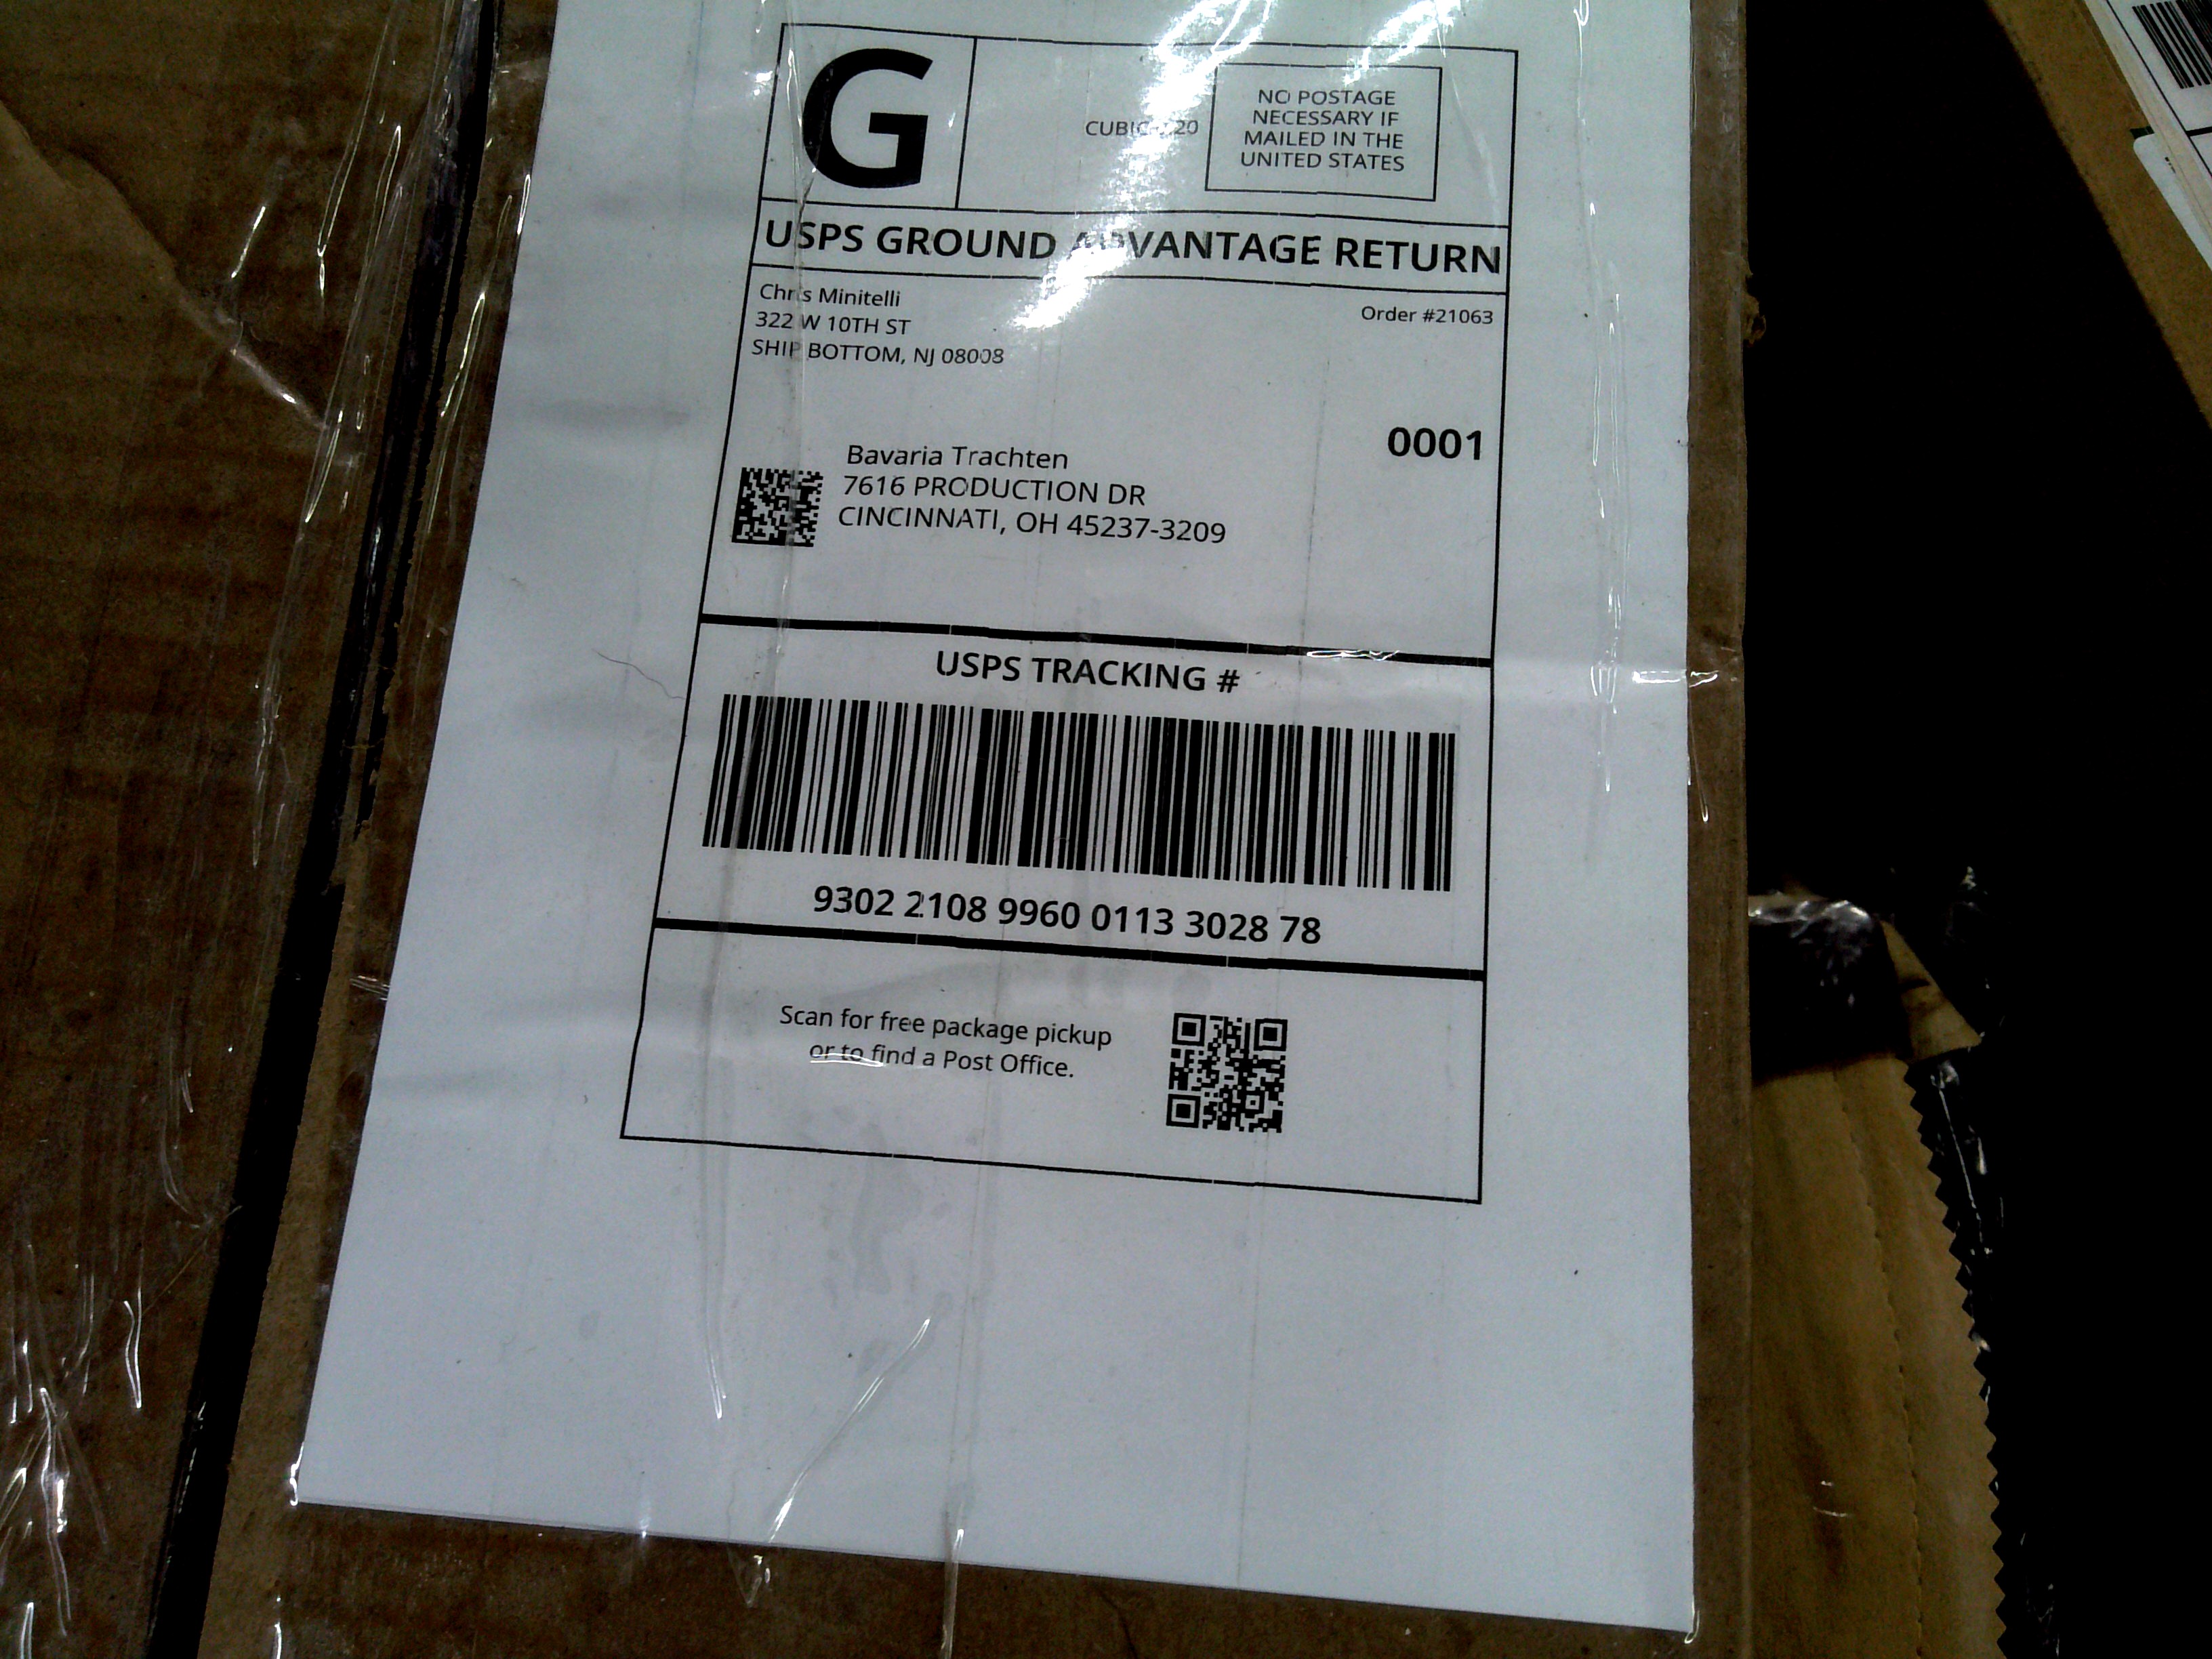 G
CUBIC
NO POSTAGE
NECESSARY IF
MAILED IN THE
UNITED STATES
USPS GROUND ADVANTAGE RETURN
Chris Minitelli
322 W 10TH ST
SHIP BOTTOM, NJ 08008
Order #21063
0001
Bavaria Trachten
7616 PRODUCTION DR
CINCINNATI, OH 45237-3209
USPS TRACKING #
9302 2108 9960 0113 3028 78
Scan for free package pickup
or to find a Post Office.